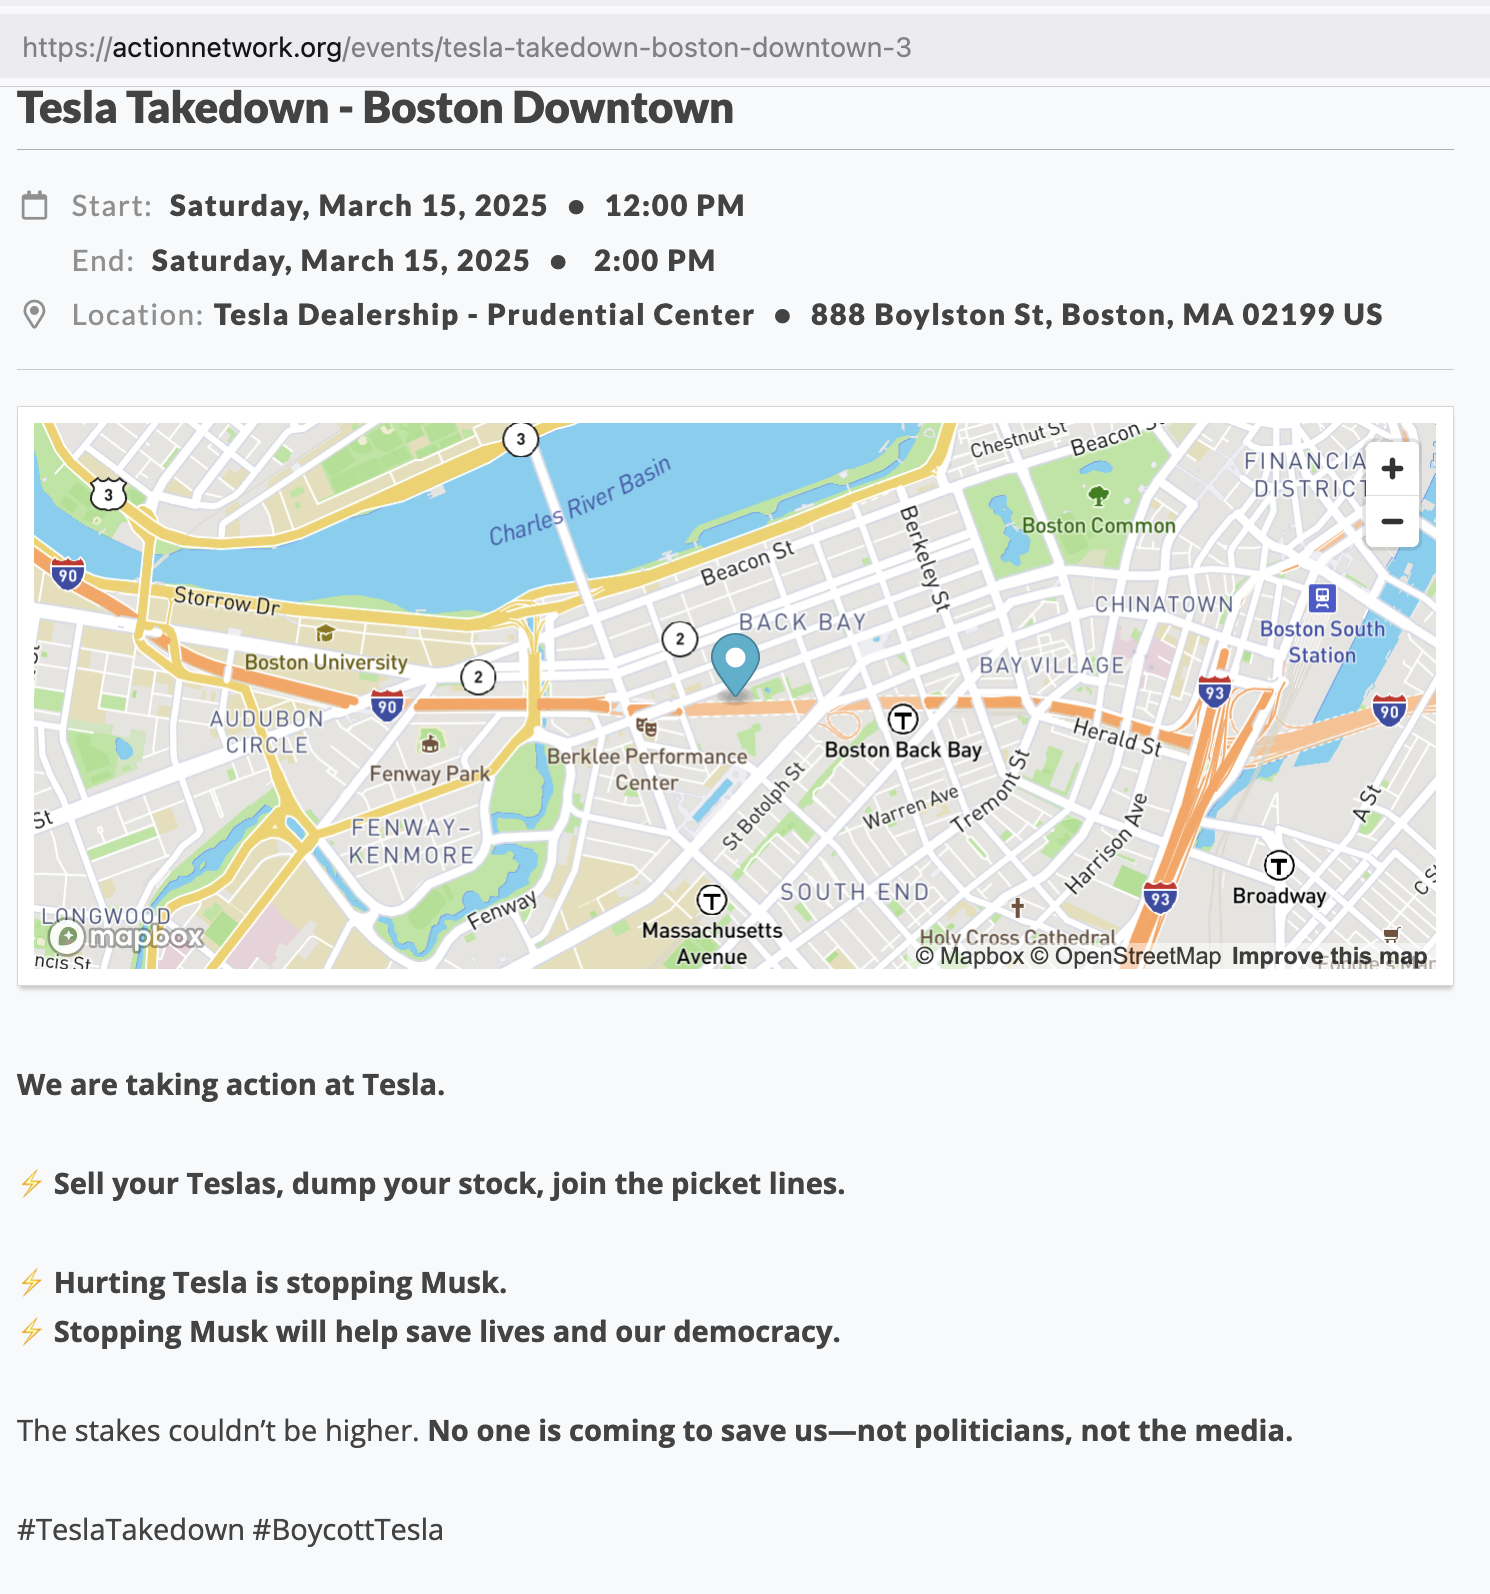 https://actionnetwork.org/events/tesla-takedown-boston-downtown-3
Tesla Takedown - Boston Downtown
Start: Saturday, March 15, 2025 ● 12:00 PM
End: Saturday, March 15, 2025 ● 2:00 PM
Location: Tesla Dealership - Prudential Center ● 888 Boylston St, Boston, MA 02199 US
3
Chestnut St
Beacon
FINANCIA
DISTRICT
+
−
3
Charles River Basin
Boston Common
90
Beacon St
Berkeley St
Storrow Dr
CHINATOWN
Boston South
Station
BACK BAY
2
Boston University
2
BAY VILLAGE
90
93
90
AUDUBON
CIRCLE
T
Boston Back Bay
Herald St
Berklee Performance
Center
Fenway Park
St Botolph St
Warren Ave
Tremont St
Harrison Ave
A St
St
FENWAY-
KENMORE
T
Broadway
C S
SOUTH END
93
T
Massachusetts
Avenue
Fenway
LONGWOOD
mapbox
Holy Cross Cathedral
ncis St
© Mapbox © OpenStreetMap Improve this map
We are taking action at Tesla.
⚡ Sell your Teslas, dump your stock, join the picket lines.
⚡ Hurting Tesla is stopping Musk.
⚡ Stopping Musk will help save lives and our democracy.
The stakes couldn’t be higher. No one is coming to save us—not politicians, not the media.
#TeslaTakedown #BoycottTesla